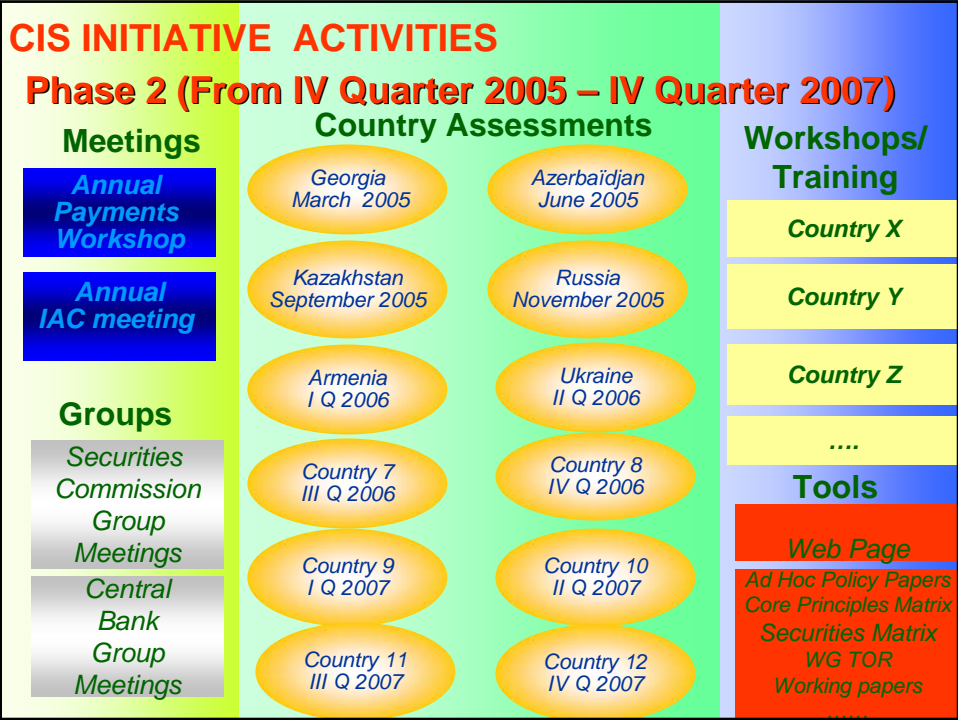 CIS INITIATIVE  ACTIVITIES
Phase 2 (From IV Quarter 2005 – IV Quarter 2007)
Meetings
Annual
Payments
Workshop
Annual
IAC meeting
Groups
Securities
Commission
Group
Meetings
Central
Bank
Group
Meetings
Country Assessments
Georgia
March  2005
Azerbaïdjan
June 2005
Kazakhstan
September 2005
Russia
November 2005
Armenia
I Q 2006
Ukraine
II Q 2006
Country 7
III Q 2006
Country 8
IV Q 2006
Country 9
I Q 2007
Country 10
II Q 2007
Country 11
III Q 2007
Country 12
IV Q 2007
Workshops/
Training
Country X
Country Y
Country Z
....
Tools
Web Page
Ad Hoc Policy Papers
Core Principles Matrix
Securities Matrix
WG TOR
Working papers
......